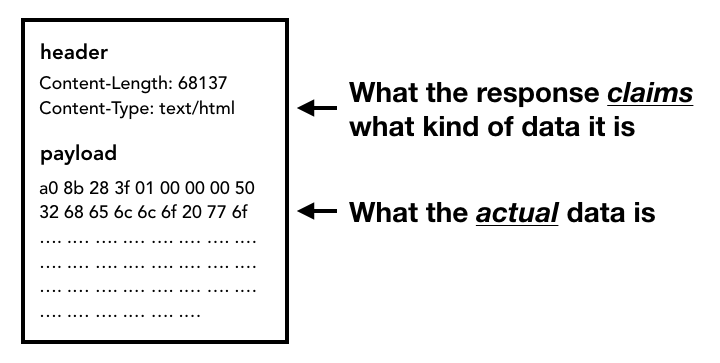 header
Content-Length: 68137
Content-Type: text/html
What the response claims
what kind of data it is
payload
a0 8b 28 3f 01 00 00 00 50
32 68 65 6c 6c 6f 20 77 6f
What the actual data is
.... .... .... .... .... .... .... ....
.... .... .... .... .... .... .... ....
.... .... .... .... .... .... .... ....
.... .... .... .... .... ....